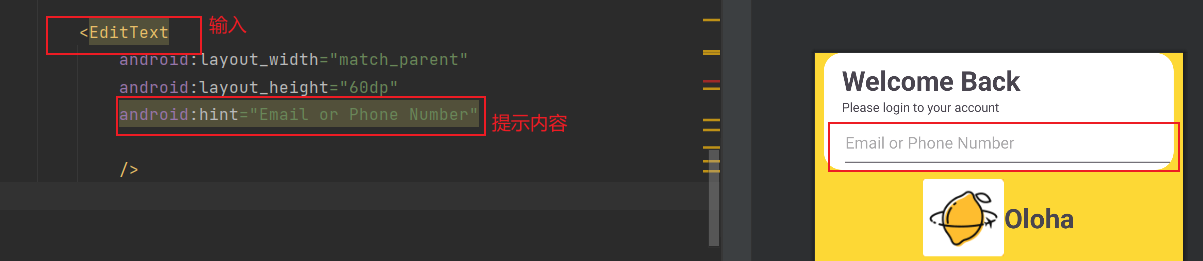 <EditText
输入
android:layout_width="match_parent"
android:layout_height="60dp"
android:hint="Email or Phone Number"
提示内容
/>
Welcome Back
Please login to your account
Email or Phone Number
Oloha